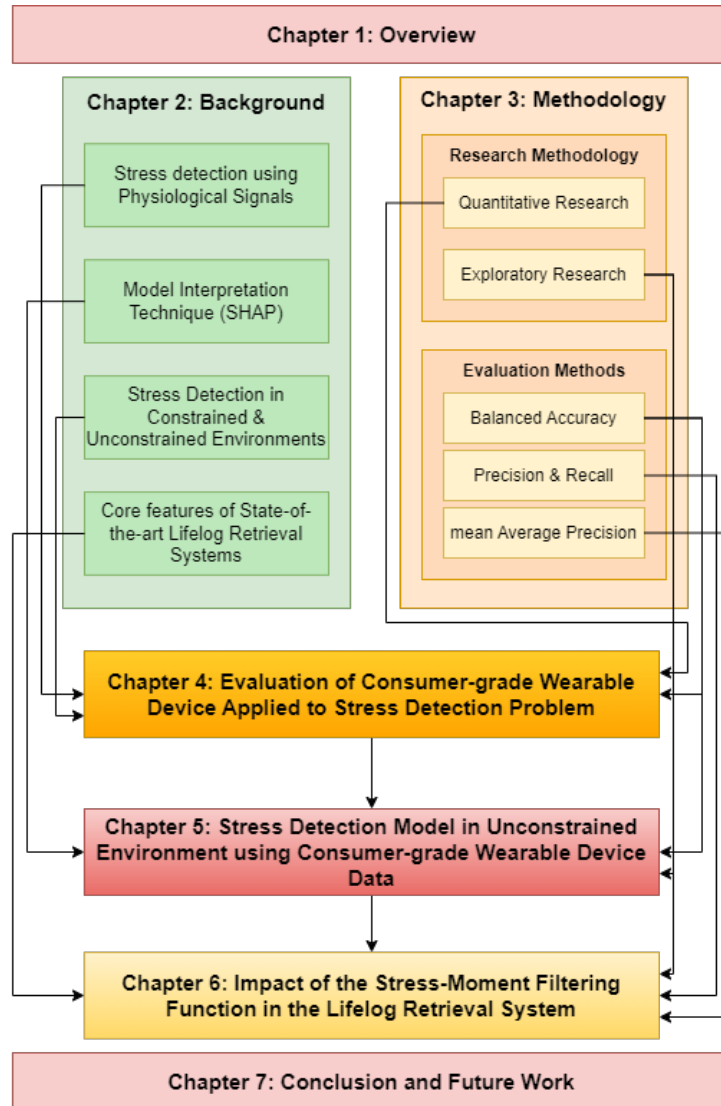 Chapter 1: Overview
Chapter 2: Background
Stress detection using
Physiological Signals
Model Interpretation
Technique (SHAP)
Stress Detection in
Constrained &
Unconstrained Environments
Core features of State-of-
the-art Lifelog Retrieval
Systems
Chapter 3: Methodology
Research Methodology
Quantitative Research
Exploratory Research
Evaluation Methods
Balanced Accuracy
Precision & Recall
mean Average Precision
Chapter 4: Evaluation of Consumer-grade Wearable
Device Applied to Stress Detection Problem
Chapter 5: Stress Detection Model in Unconstrained
Environment using Consumer-grade Wearable Device
Data
Chapter 6: Impact of the Stress-Moment Filtering
Function in the Lifelog Retrieval System
Chapter 7: Conclusion and Future Work